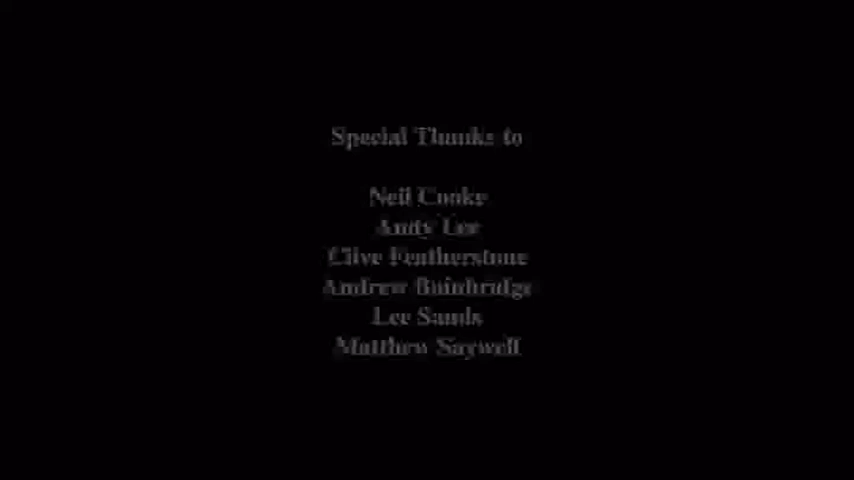 Special Thanks to
Neil Cooke
Andy Lee
Clive Featherstone
Andrew Bainbridge
Lee Sands
Matthew Saywell